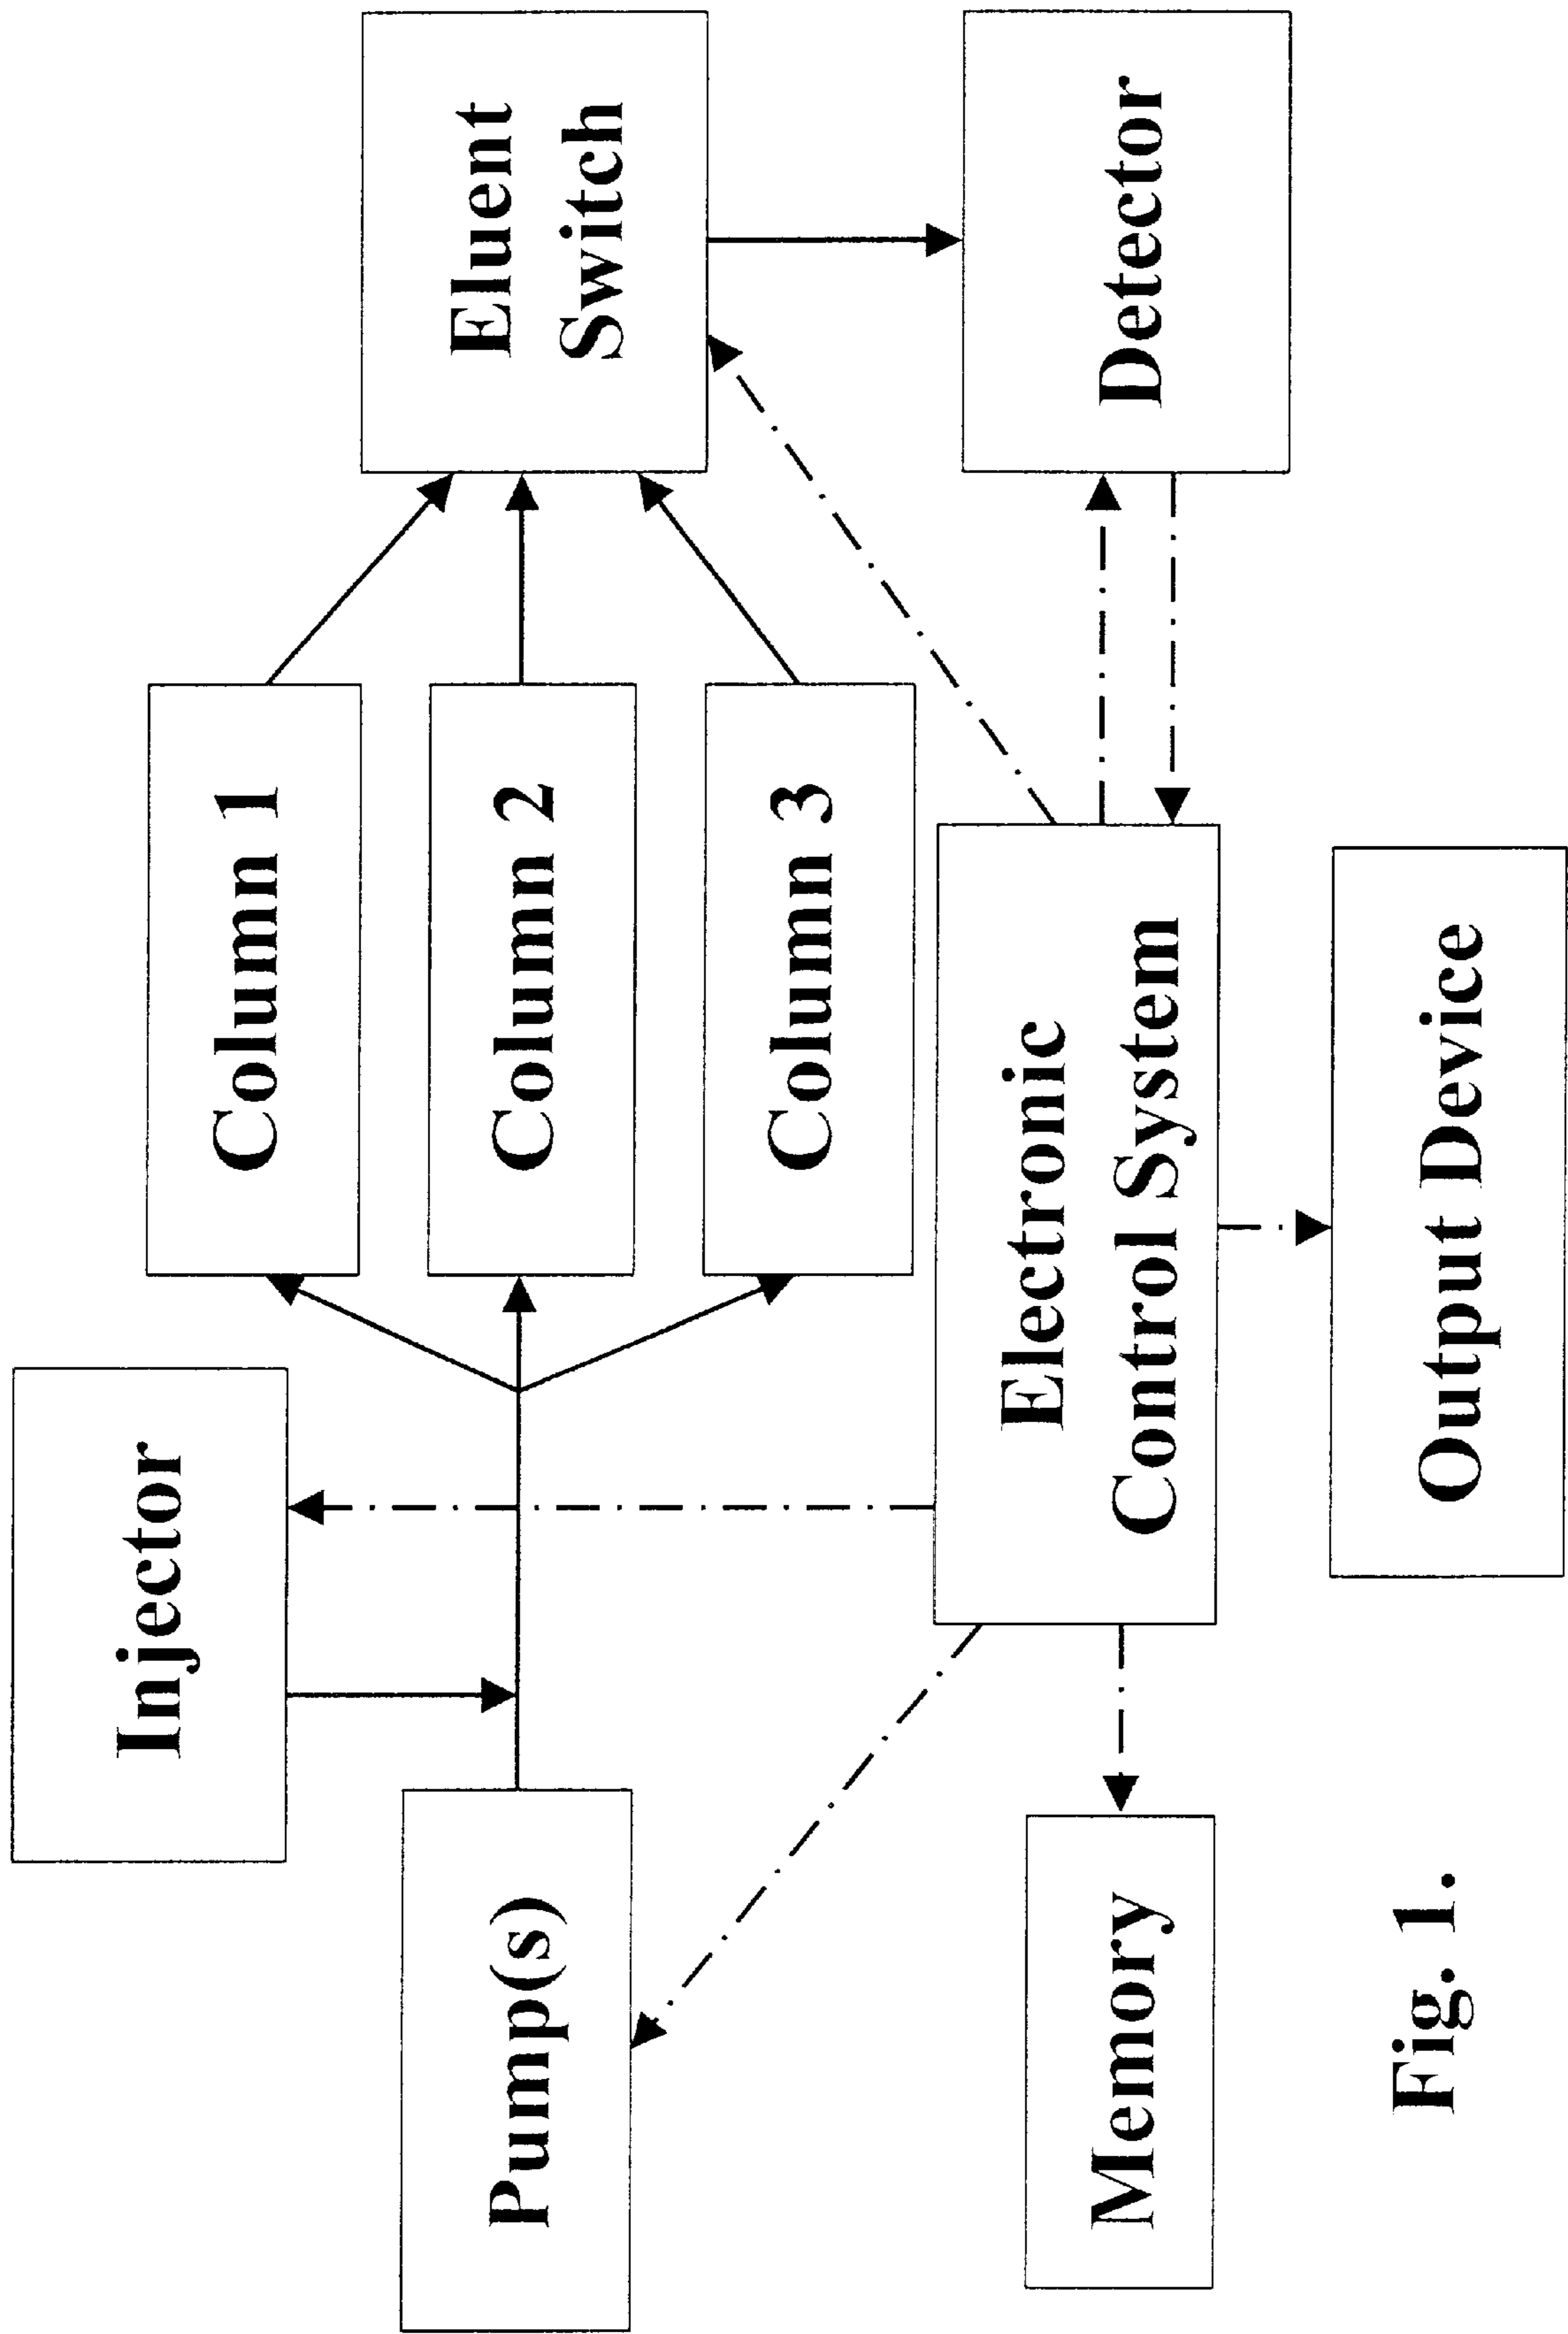 Injector
Pump(s)
Column 1
Column 2
Column 3
Eluent
Switch
Electronic
Control System
Detector
Memory
Output Device
Fig. 1.